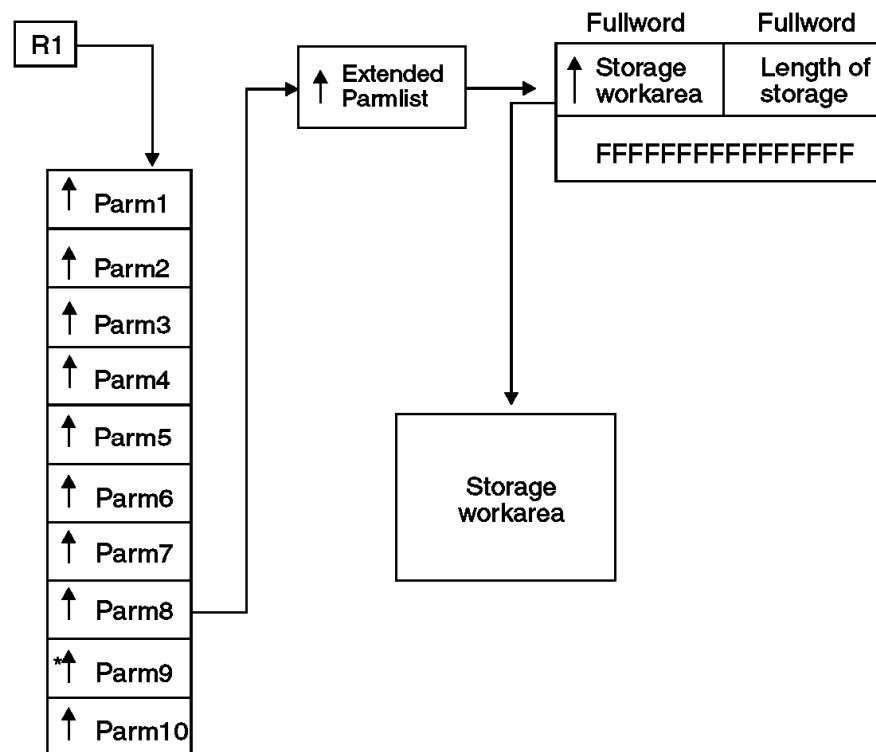 R1
Parm1
Parm2
Parm3
Parm4
Parm5
Parm6
Parm7
Parm8
*
Parm9
Parm10
Extended
Parmlist
Fullword
Fullword
Storage
workarea
Length of
storage
FFFFFFFFFFFFFFFF
Storage
workarea